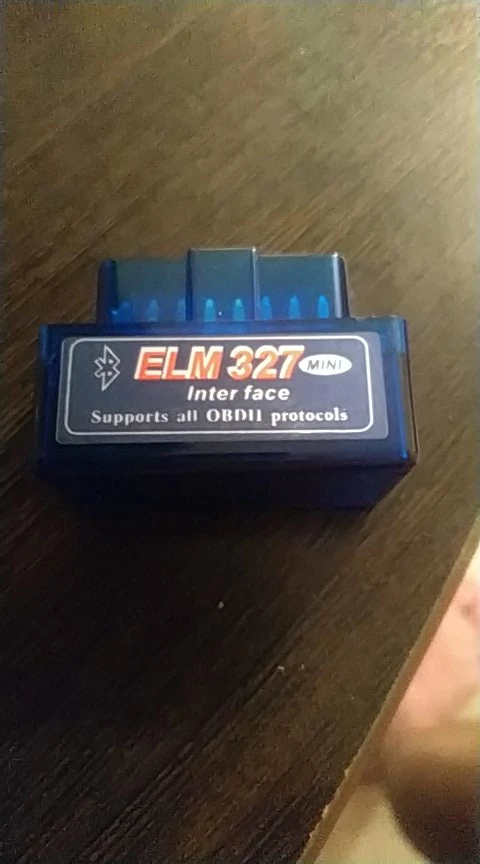 ELM 327 MINI
Inter face
Supports all OBDII protocols